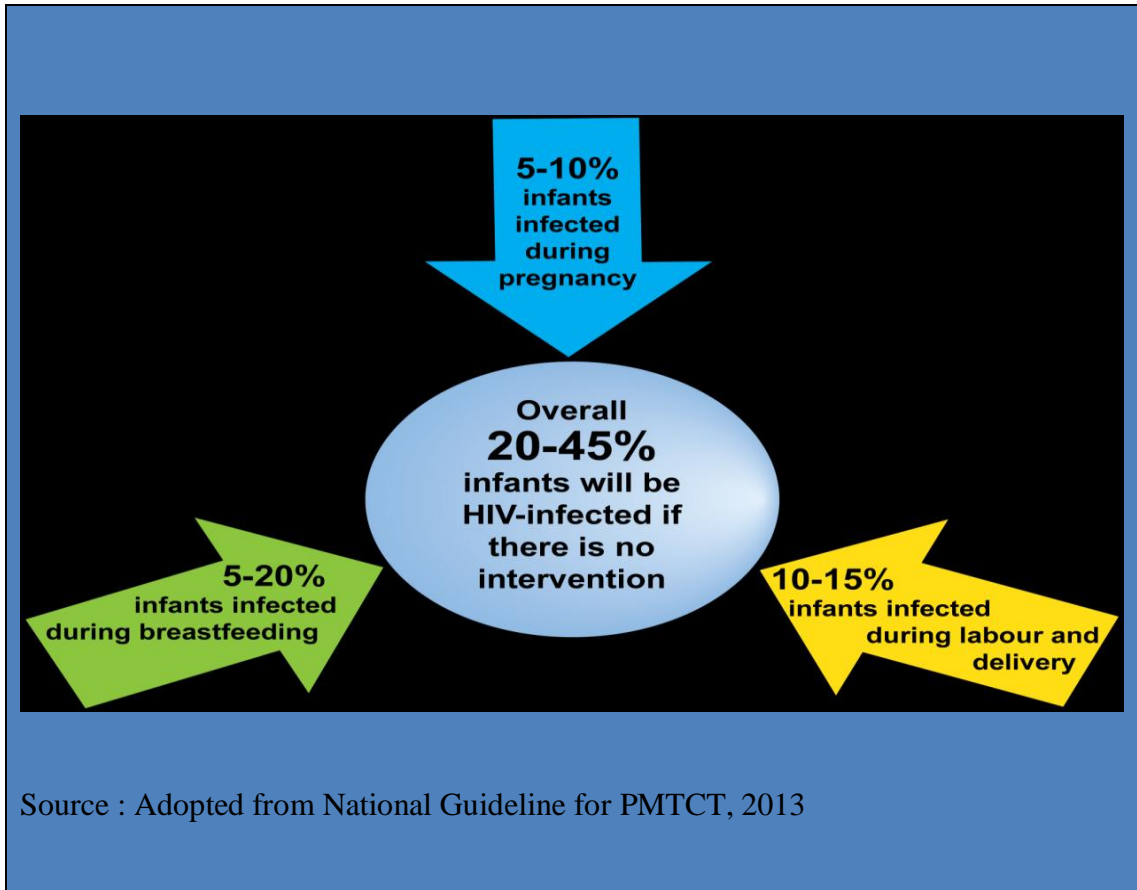 5-10%
infants
infected
during
pregnancy
Overall
20-45%
infants will be
HIV-infected if
there is no
intervention
5-20%
infants infected
during breastfeeding
10-15%
infants infected
during labour and
delivery
Source : Adopted from National Guideline for PMTCT, 2013